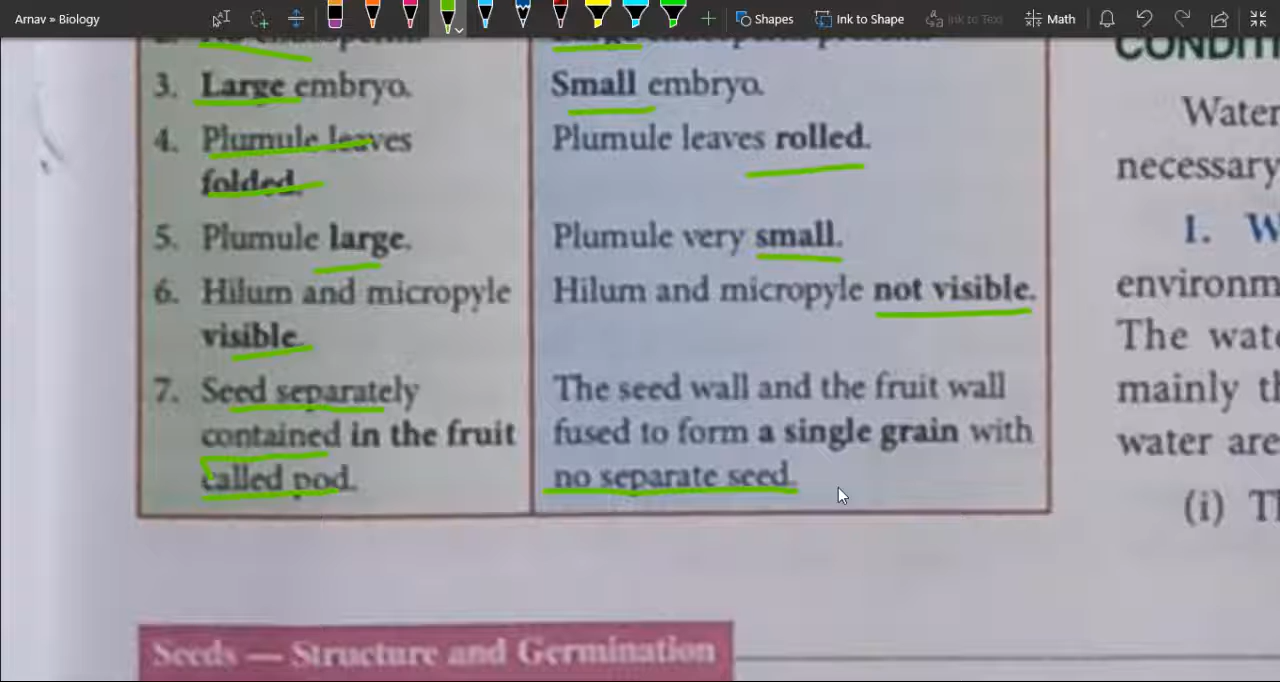 Arnav » Biology
Shapes
Ink to Shape
Ink to Text
Math
CONDITI
3. Large embryo.
Small embryo.
4. Plumule leaves
folded.
Plumule leaves rolled.
5. Plumule large.
Plumule very small.
6. Hilum and micropyle
visible.
Hilum and micropyle not visible.
7. Seed separately
contained in the fruit
called pod.
The seed wall and the fruit wall
fused to form a single grain with
no separate seed.
Water
necessary
1. W
environm
The wate
mainly th
water are
(i) Th
Seeds — Structure and Germination